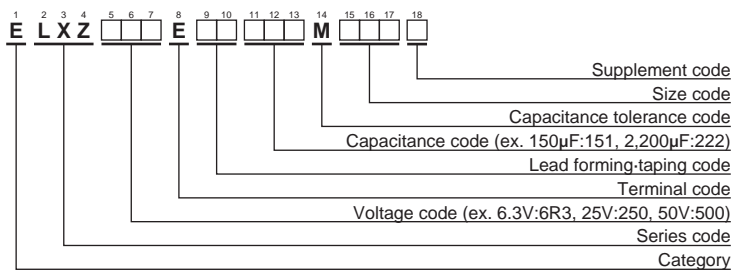 1 2 3 4 5 6 7 8 9 10 11 12 13 14 15 16 17 18
E L X Z E M
Supplement code
Size code
Capacitance tolerance code
Capacitance code (ex. 150μF:151, 2,200μF:222)
Lead forming·taping code
Terminal code
Voltage code (ex. 6.3V:6R3, 25V:250, 50V:500)
Series code
Category